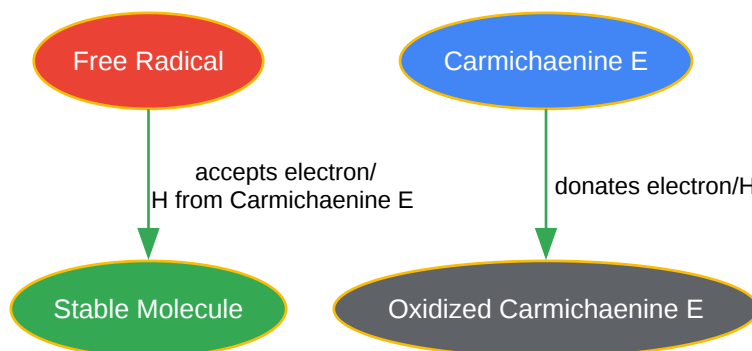 Free Radical
Carmichaenine E
accepts electron/
H from Carmichaenine E
donates electron/H
Stable Molecule
Oxidized Carmichaenine E